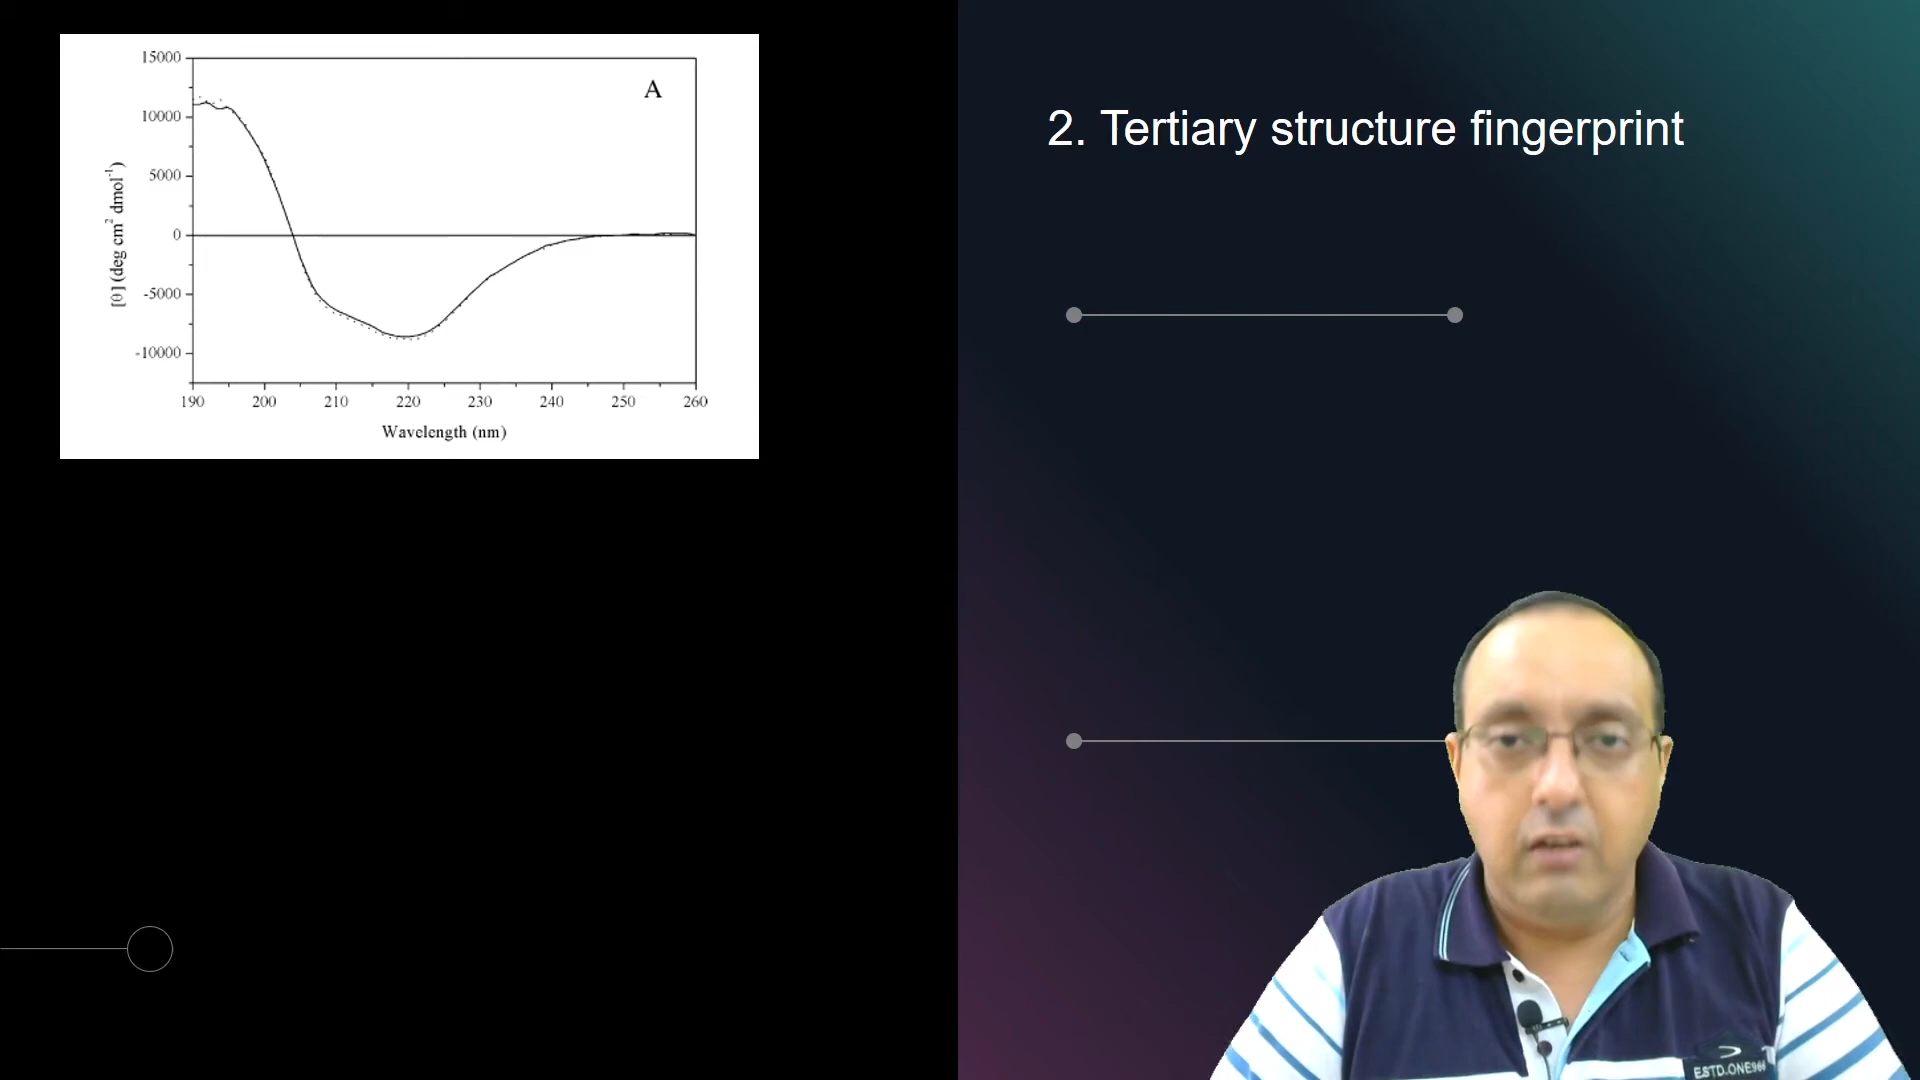 15000
10000
5000
0
-5000
-10000
[θ] (deg cm² dmol⁻¹)
A
190 200 210 220 230 240 250 260
Wavelength (nm)
2. Tertiary structure fingerprint